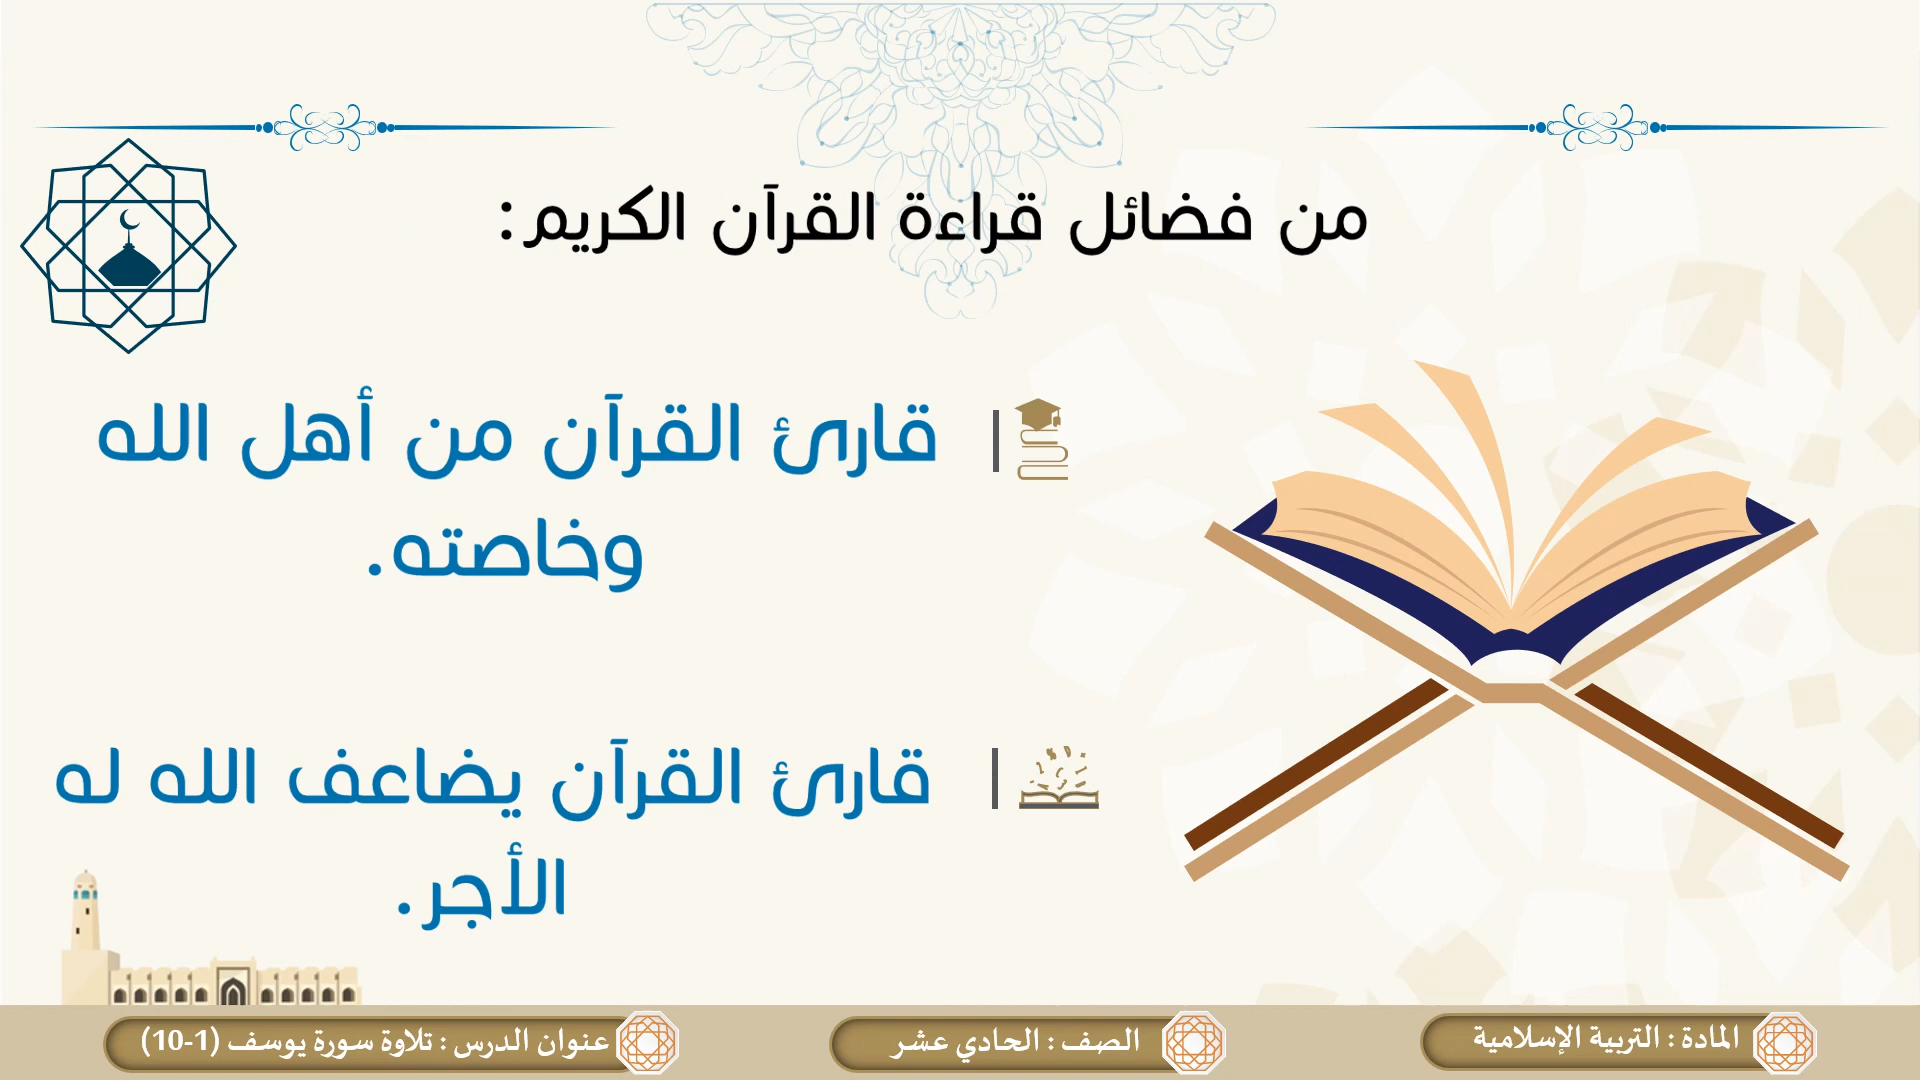 من فضائل قراءة القرآن الكريم:
قارئ القرآن من أهل الله
وخاصته.
قارئ القرآن يضاعف الله له
الأجر.
المادة : التربية الإسلامية
الصف : الحادي عشر
عنوان الدرس : تلاوة سورة يوسف (1-10)